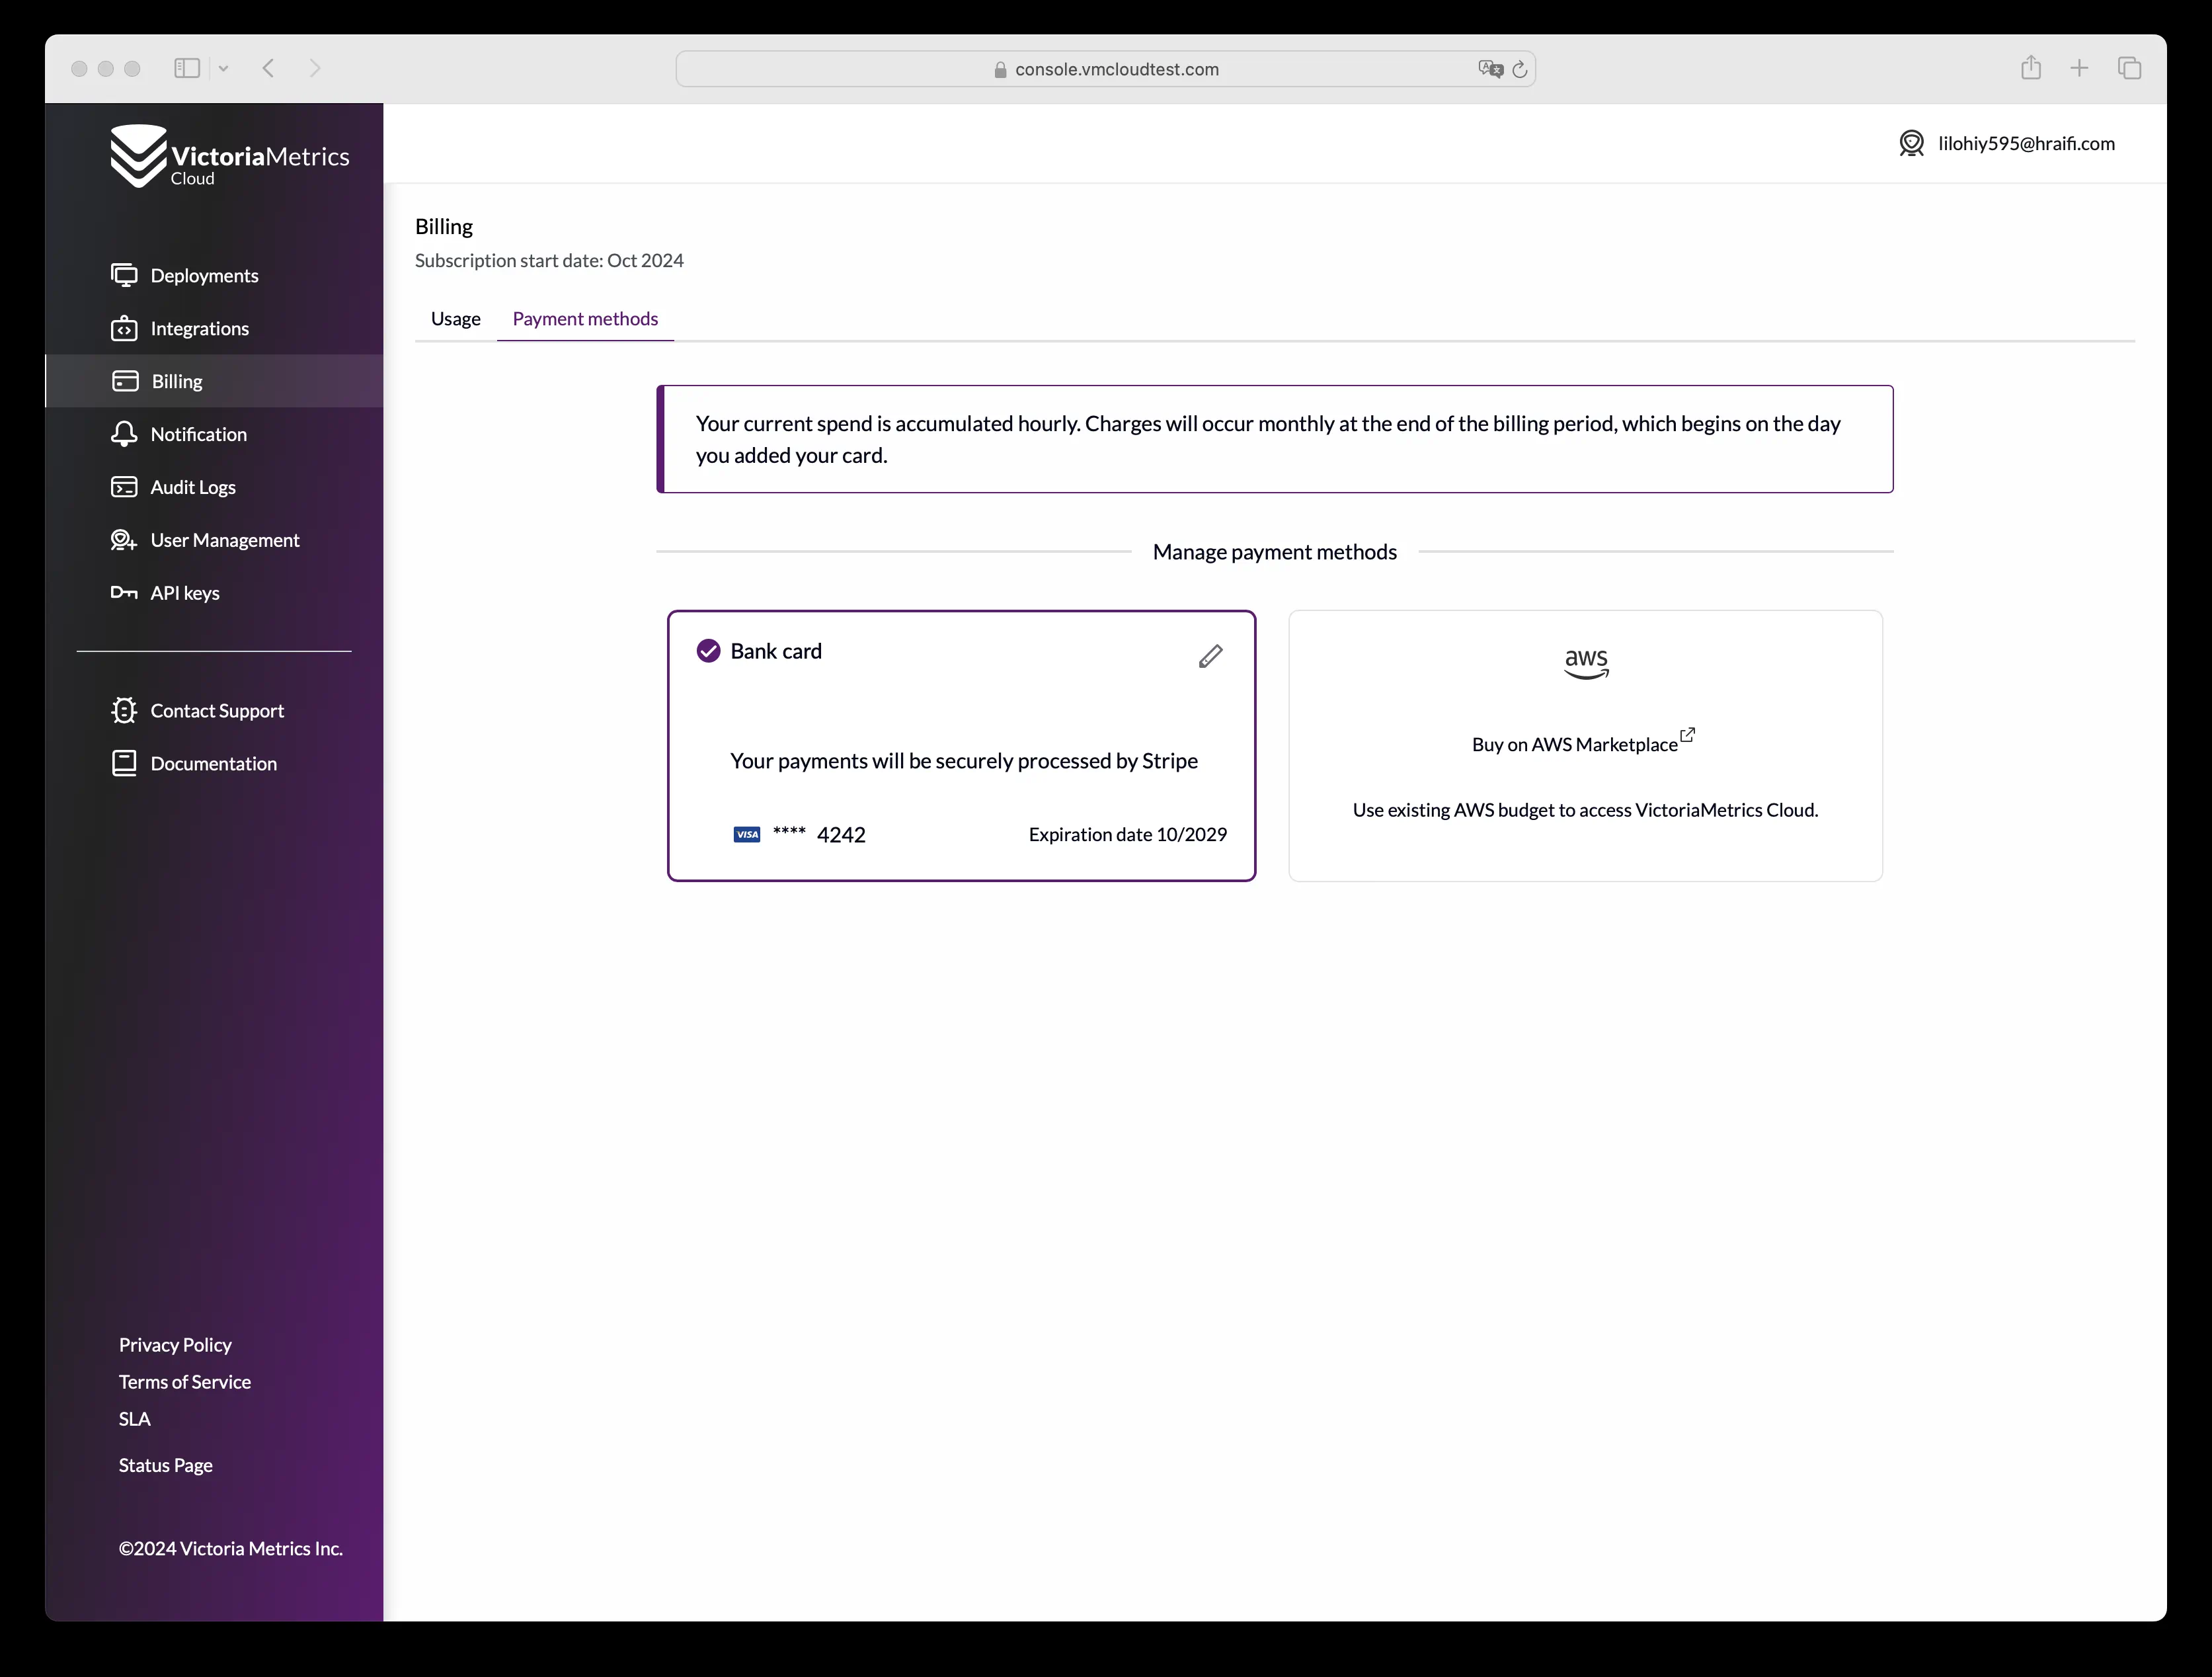 console.vmcloudtest.com
VictoriaMetrics
Cloud
lilohiy595@hraifi.com
Deployments
Integrations
Billing
Notification
Audit Logs
User Management
API keys
Contact Support
Documentation
Privacy Policy
Terms of Service
SLA
Status Page
©2024 Victoria Metrics Inc.
Billing
Subscription start date: Oct 2024
Usage Payment methods
Your current spend is accumulated hourly. Charges will occur monthly at the end of the billing period, which begins on the day
you added your card.
Manage payment methods
Bank card
Your payments will be securely processed by Stripe
VISA **** 4242 Expiration date 10/2029
aws
Buy on AWS Marketplace
Use existing AWS budget to access VictoriaMetrics Cloud.